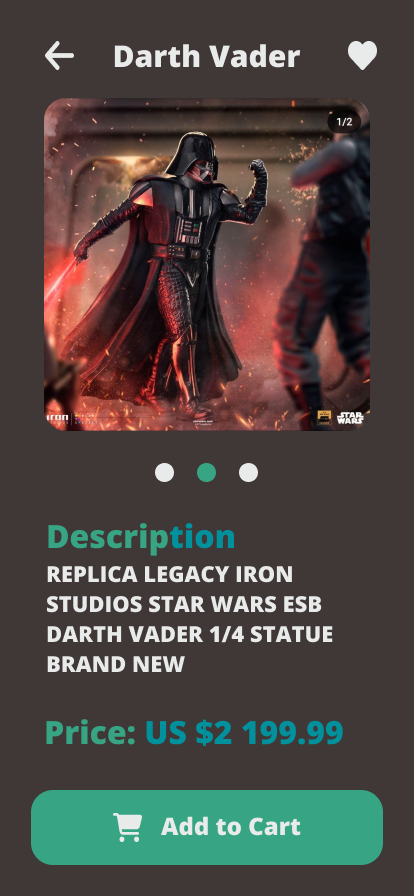 Darth Vader
1/2
IRON
STAR
WARS
Description
REPLICA LEGACY IRON
STUDIOS STAR WARS ESB
DARTH VADER 1/4 STATUE
BRAND NEW
Price: US $2 199.99
Add to Cart